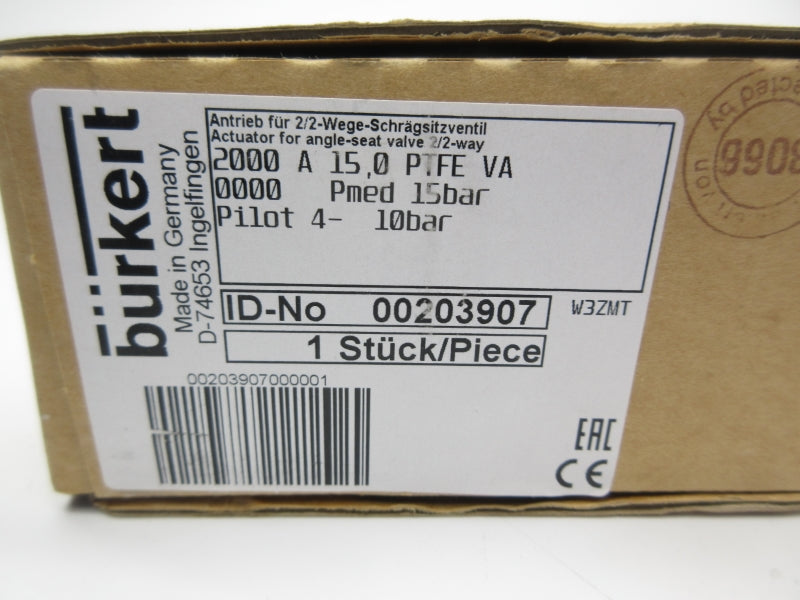 bürkert
Made in Germany
D-74653 Ingelfingen
Antrieb für 2/2-Wege-Schrägsitzventil
Actuator for angle-seat valve 2/2-way
2000 A 15,0 PTFE VA
0000 Pmed 15bar
Pilot 4- 10bar
ID-No 00203907
W3ZMT
1 Stück/Piece
00203907000001
EAC
CE
by
von